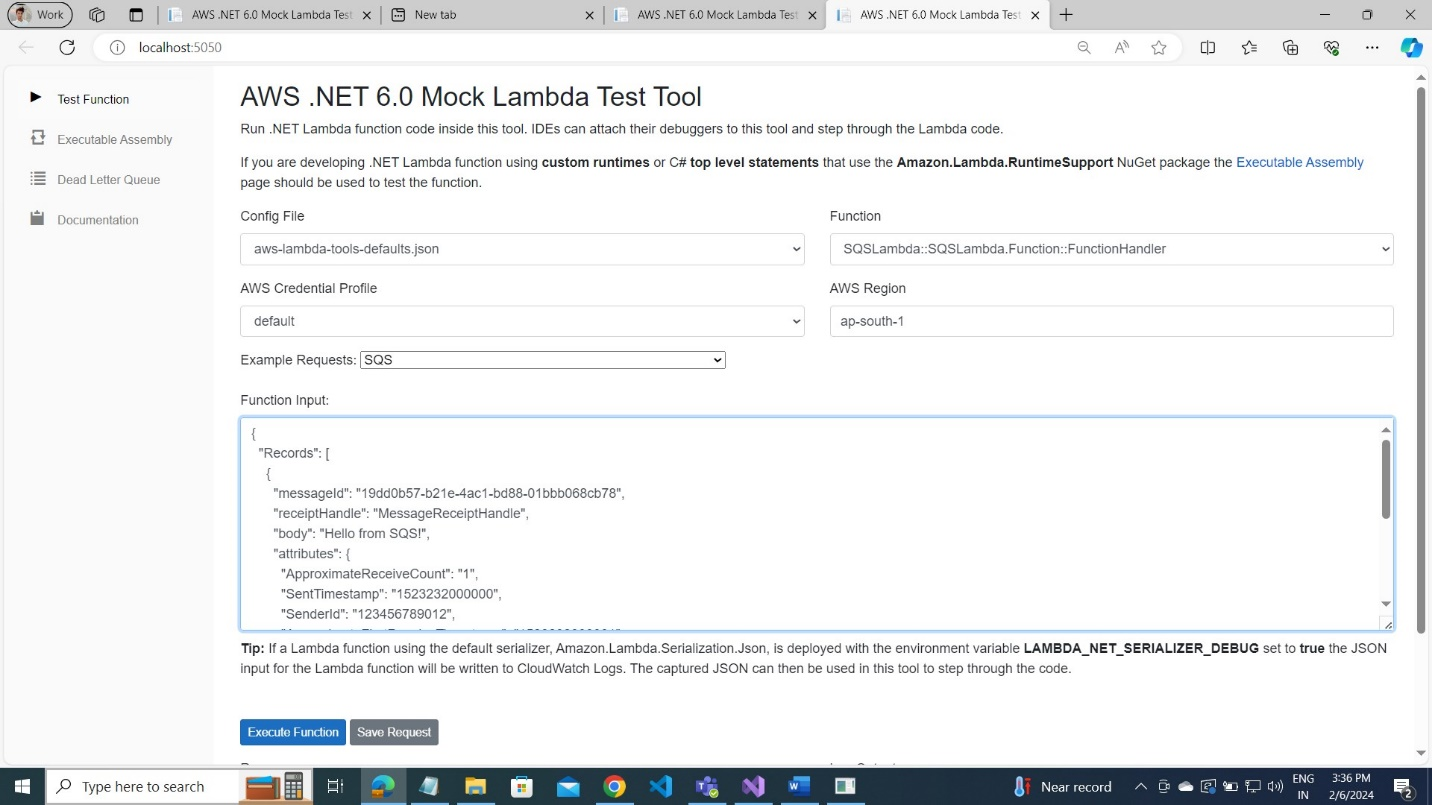 Work
AWS .NET 6.0 Mock Lambda Test
New tab
AWS .NET 6.0 Mock Lambda Test
AWS .NET 6.0 Mock Lambda Test
localhost:5050
Test Function
Executable Assembly
Dead Letter Queue
Documentation
AWS .NET 6.0 Mock Lambda Test Tool
Run .NET Lambda function code inside this tool. IDEs can attach their debuggers to this tool and step through the Lambda code.
If you are developing .NET Lambda function using custom runtimes or C# top level statements that use the Amazon.Lambda.RuntimeSupport NuGet package the Executable Assembly
page should be used to test the function.
Config File
Function
aws-lambda-tools-defaults.json
SQSLambda::SQSLambda.Function::FunctionHandler
AWS Credential Profile
AWS Region
default
ap-south-1
Example Requests: SQS
Function Input:
{
"Records": [
{
"messageId": "19dd0b57-b21e-4ac1-bd88-01bbb068cb78",
"receiptHandle": "MessageReceiptHandle",
"body": "Hello from SQS!",
"attributes": {
"ApproximateReceiveCount": "1",
"SentTimestamp": "1523232000000",
"SenderId": "123456789012",
Tip: If a Lambda function using the default serializer, Amazon.Lambda.Serialization.Json, is deployed with the environment variable LAMBDA_NET_SERIALIZER_DEBUG set to true the JSON
input for the Lambda function will be written to CloudWatch Logs. The captured JSON can then be used in this tool to step through the code.
Execute Function
Save Request
Type here to search
Near record
ENG
IN
3:36 PM
2/6/2024
2